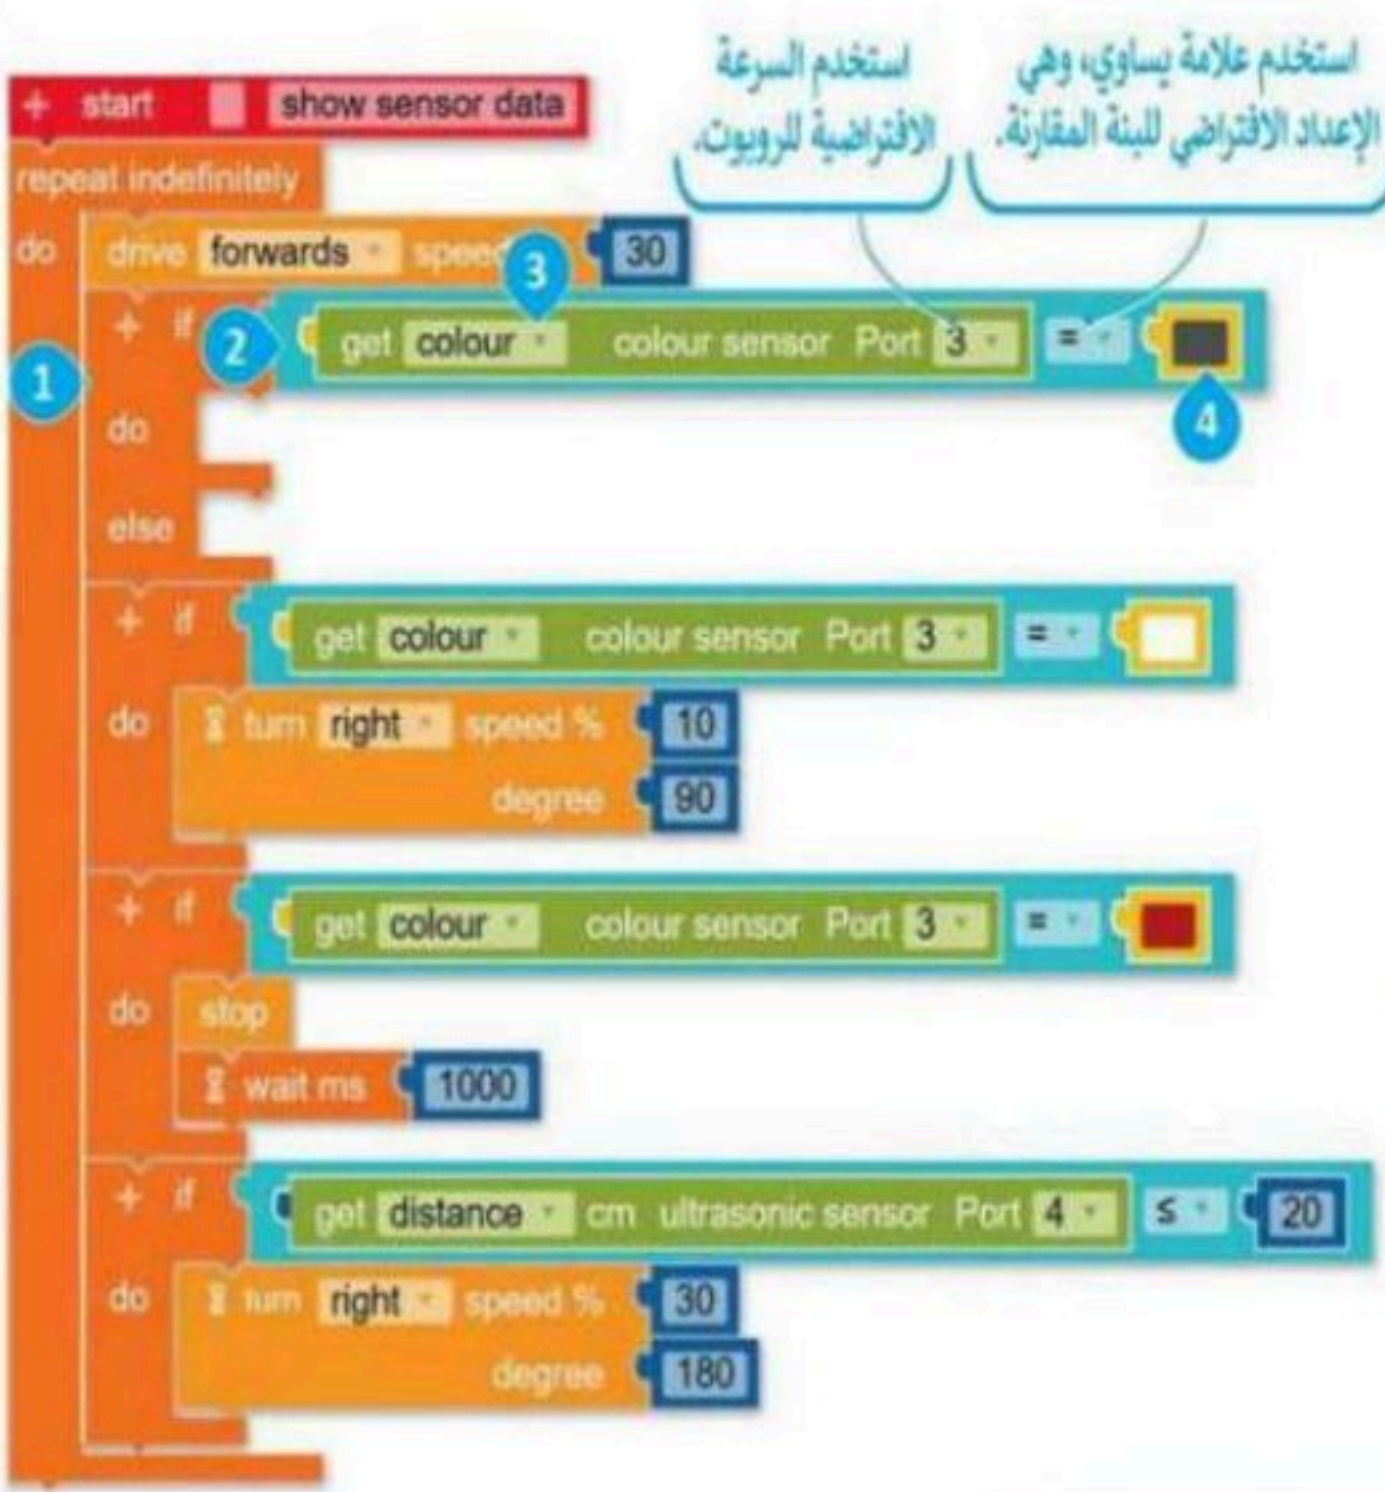 استخدم السرعة
الافتراضية للروبوت.
استخدم علامة يساوي، وهي
الإعداد الافتراضي للبنة المقارنة.
+ start show sensor data
repeat indefinitely
do drive forwards speed 30
3
+ if 2 get colour colour sensor Port 3 =
1
4
do
else
+ if get colour colour sensor Port 3 =
do turn right speed % 10
degree 90
+ if get colour colour sensor Port 3 =
do stop
wait ms 1000
+ if get distance cm ultrasonic sensor Port 4 ≤ 20
do turn right speed % 30
degree 180